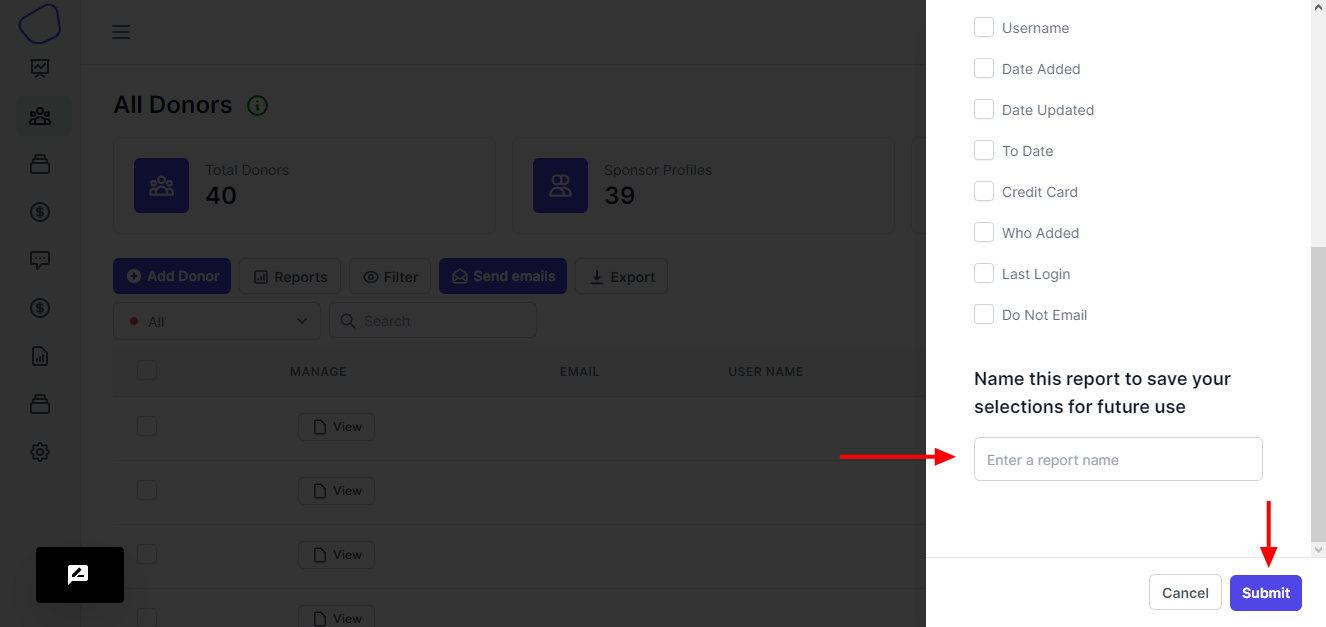 All Donors
Total Donors
40
Sponsor Profiles
39
Add Donor
Reports
Filter
Send emails
Export
All
Search
MANAGE EMAIL USER NAME
View
View
View
View
Username
Date Added
Date Updated
To Date
Credit Card
Who Added
Last Login
Do Not Email
Name this report to save your
selections for future use
Enter a report name
Cancel
Submit